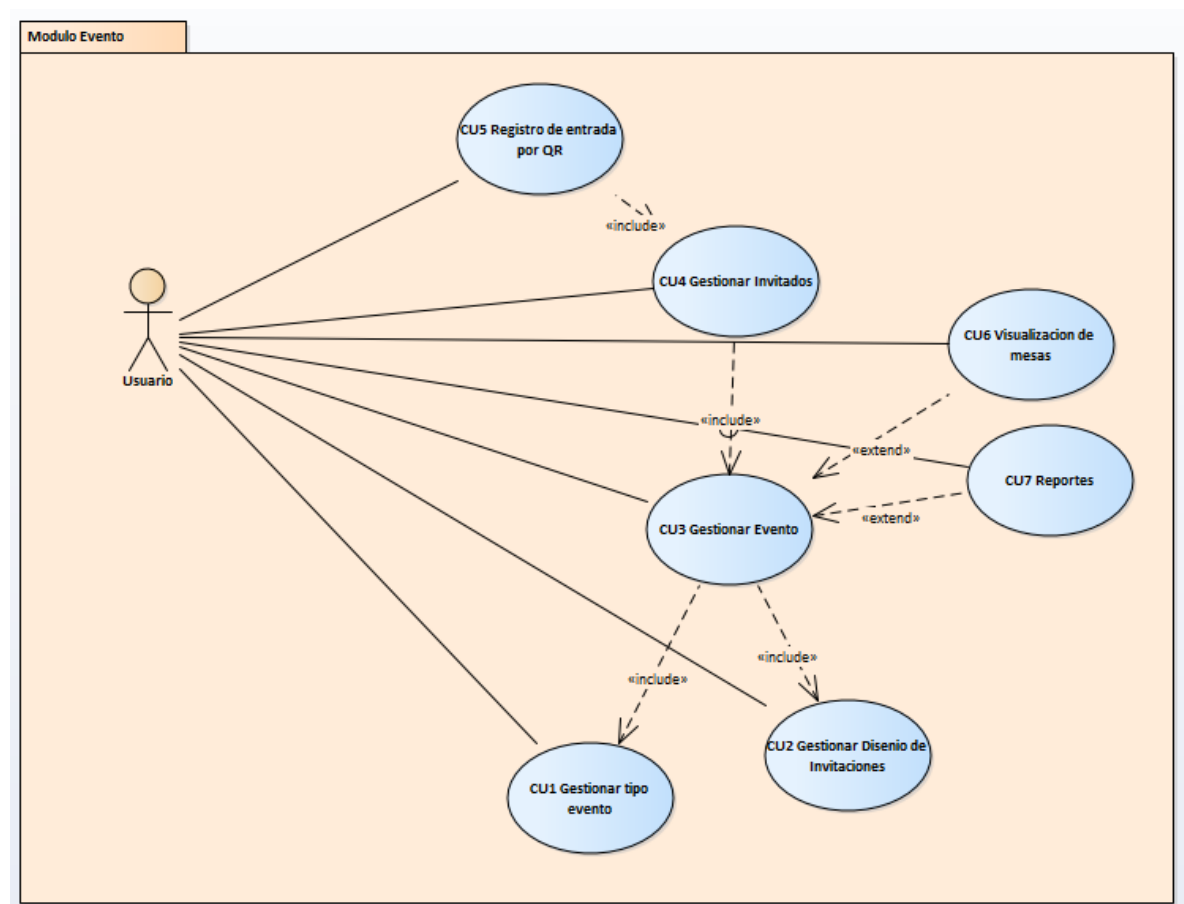 Modulo Evento
CU5 Registro de entrada
por QR
«include»
CU4 Gestionar Invitados
CU6 Visualizacion de
mesas
Usuario
«include»
«extend»
CU7 Reportes
«extend»
CU3 Gestionar Evento
«include»
«include»
CU2 Gestionar Disenio de
Invitaciones
CU1 Gestionar tipo
evento